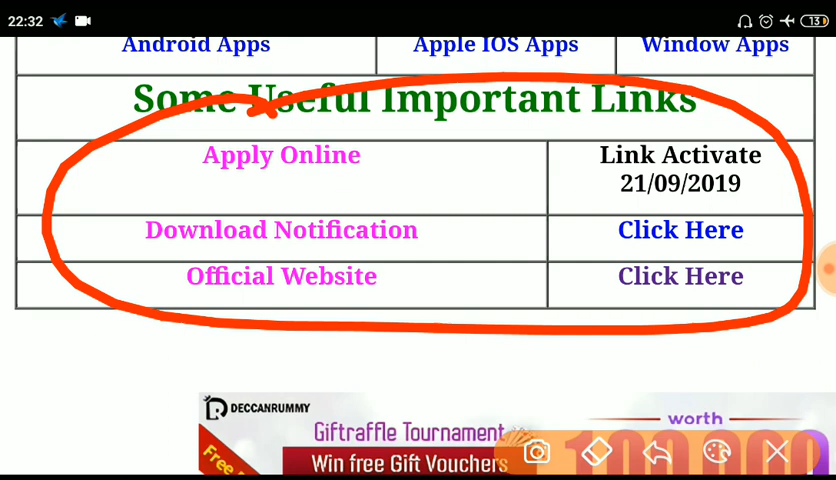 22:32
13
Android Apps
Apple IOS Apps
Window Apps
Some Useful Important Links
Apply Online
Link Activate
21/09/2019
Download Notification
Click Here
Official Website
Click Here
DECCANRUMMY
Giftraffle Tournament
worth
Free
Win free Gift Vouchers